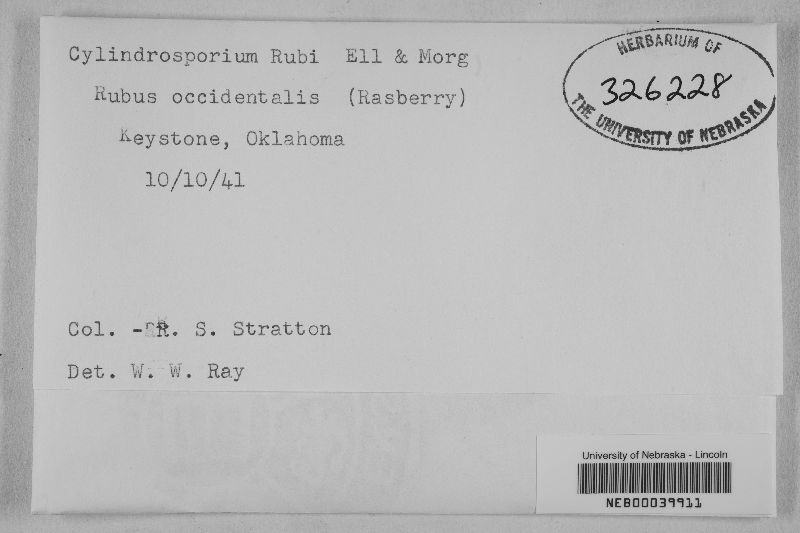 Cylindrosporium Rubi Ell & Morg
Rubus occidentalis (Rasberry)
Keystone, Oklahoma
10/10/41
HERBARIUM OF
326228
THE UNIVERSITY OF NEBRASKA
Col. - R. S. Stratton
Det. W. W. Ray
University of Nebraska - Lincoln
NEB00039911